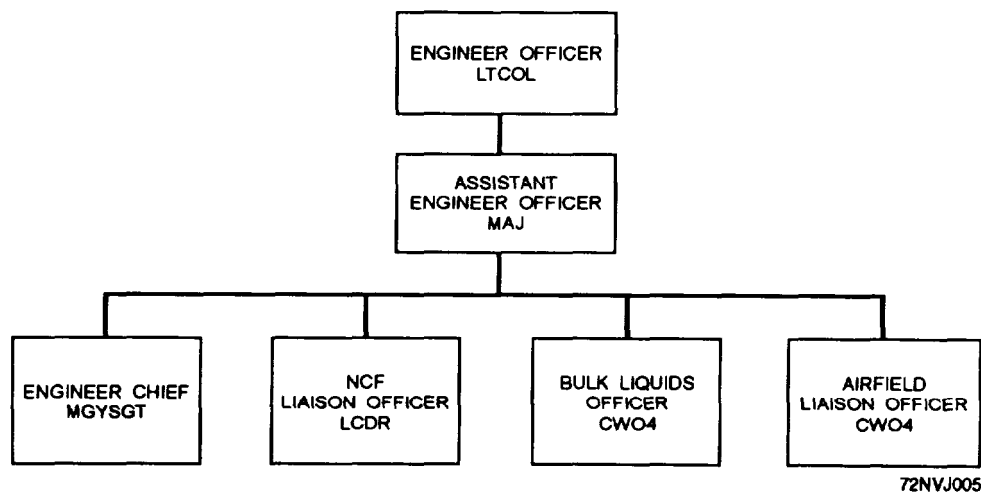 ENGINEER OFFICER
LTCOL
ASSISTANT
ENGINEER OFFICER
MAJ
ENGINEER CHIEF
MGYSGT
NCF
LIAISON OFFICER
LCDR
BULK LIQUIDS
OFFICER
CWO4
AIRFIELD
LIAISON OFFICER
CWO4
72NVJ005